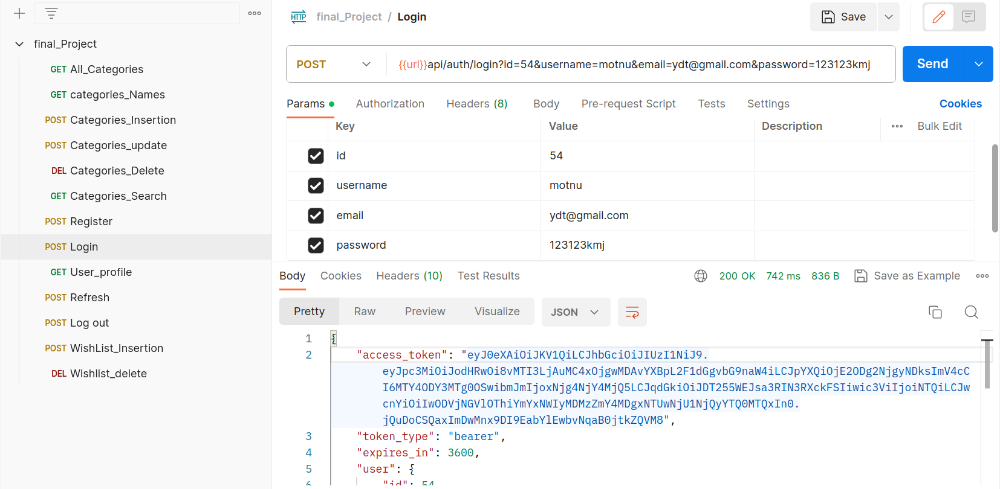 final_Project
GET All_Categories
GET categories_Names
POST Categories_Insertion
POST Categories_update
DEL Categories_Delete
GET Categories_Search
POST Register
POST Login
GET User_profile
POST Refresh
POST Log out
POST WishList_Insertion
DEL Wishlist_delete
HTTP final_Project / Login
Save
POST {{url}}api/auth/login?id=54&username=motnu&email=ydt@gmail.com&password=123123kmj
Send
Params Authorization Headers (8) Body Pre-request Script Tests Settings Cookies
Key Value Description Bulk Edit
id 54
username motnu
email ydt@gmail.com
password 123123kmj
Body Cookies Headers (10) Test Results 200 OK 742 ms 836 B Save as Example
Pretty Raw Preview Visualize JSON
1 {
2 "access_token": "eyJ0eXAiOiJKV1QiLCJhbGciOiJIUzI1NiJ9.
eyJpc3MiOiJodHRwOi8vMTI3LjAuMC4xOjgwMDAvYXBpL2F1dGgvbG9naW4iLCJpYXQiOjE2ODg2NjgyNDksImV4cC
I6MTY4ODY3MTg0OSwibmJmIjoxNjg4NjY4MjQ5LCJqdGkiOiJDT255WEJsa3RIN3RXckFSIiwic3ViIjoiNTQiLCJw
cnYiOiIwODVjNGVlOThiYmYxNWIyMDMzZmY4MDgxNTUwNjU1NjQyYTQ0MTQxIn0.
jQuDoCSQaxImDwMnx9DI9EabYlEwbvNqaB0jtkZQVM8",
3 "token_type": "bearer",
4 "expires_in": 3600,
5 "user": {
6 "id": 54